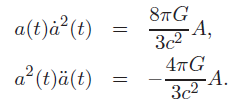 a(t)ȧ²(t) = 8πG/3c² A,
a²(t)ä(t) = −4πG/3c² A.